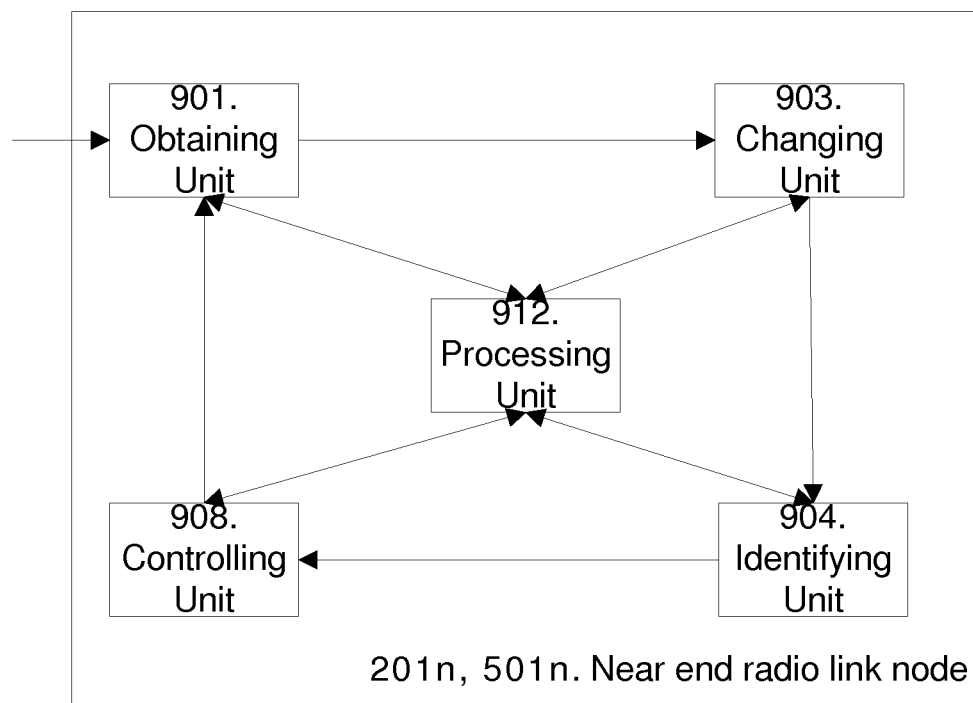 901.
Obtaining
Unit
903.
Changing
Unit
912.
Processing
Unit
908.
Controlling
Unit
904.
Identifying
Unit
201n, 501n. Near end radio link node